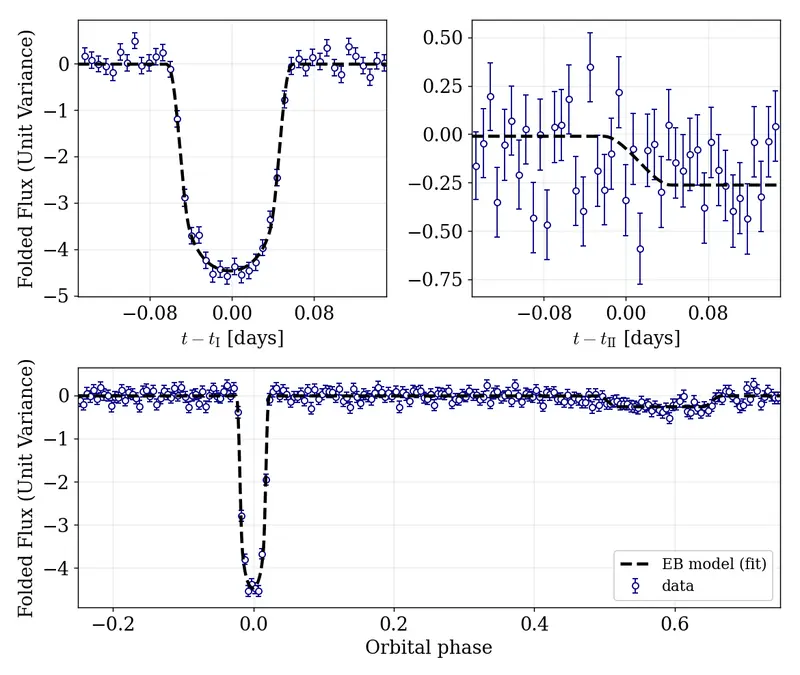 Folded Flux (Unit Variance)
0
−1
−2
−3
−4
−5
−0.08 0.00 0.08
t − tI [days]
0.50
0.25
0.00
−0.25
−0.50
−0.75
−0.08 0.00 0.08
t − tII [days]
Folded Flux (Unit Variance)
0
−1
−2
−3
−4
−0.2 0.0 0.2 0.4 0.6
Orbital phase
EB model (fit)
data